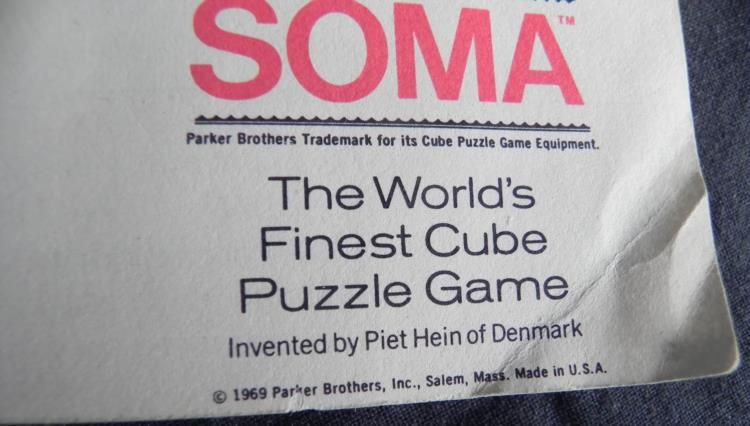 SOMA™
Parker Brothers Trademark for its Cube Puzzle Game Equipment.
The World's
Finest Cube
Puzzle Game
Invented by Piet Hein of Denmark
© 1969 Parker Brothers, Inc., Salem, Mass. Made in U.S.A.